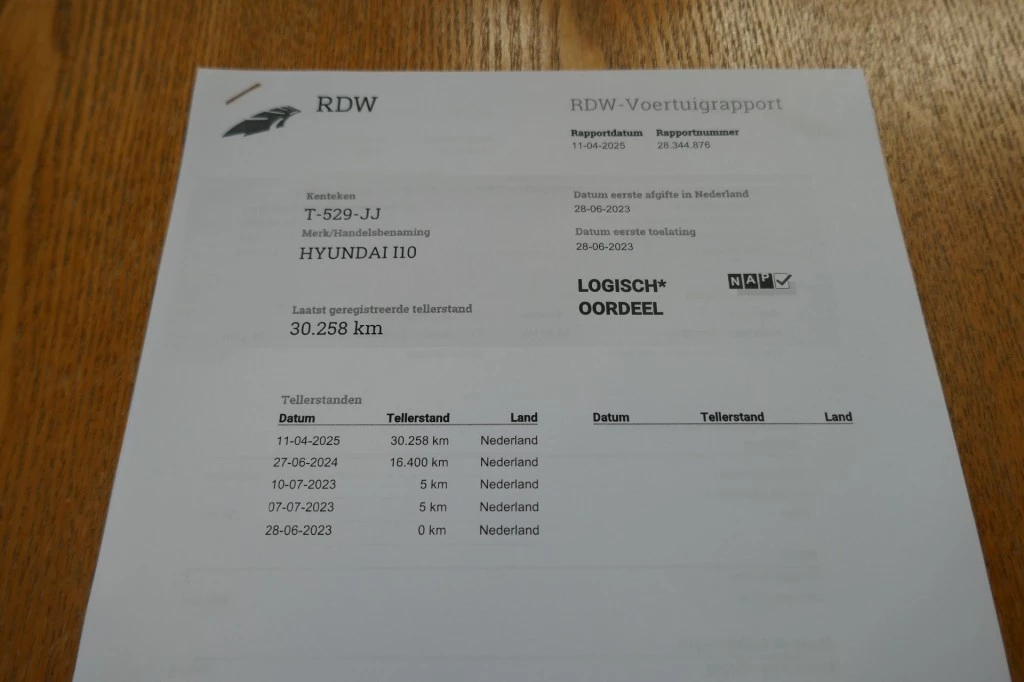 RDW
RDW-Voertuigrapport
Rapportdatum Rapportnummer
11-04-2025 28.344.876
Kenteken
T-529-JJ
Merk/Handelsbenaming
HYUNDAI I10
Datum eerste afgifte in Nederland
28-06-2023
Datum eerste toelating
28-06-2023
LOGISCH*
OORDEEL
NAP
Laatst geregistreerde tellerstand
30.258 km
Tellerstanden
Datum Tellerstand Land Datum Tellerstand Land
11-04-2025 30.258 km Nederland
27-06-2024 16.400 km Nederland
10-07-2023 5 km Nederland
07-07-2023 5 km Nederland
28-06-2023 0 km Nederland